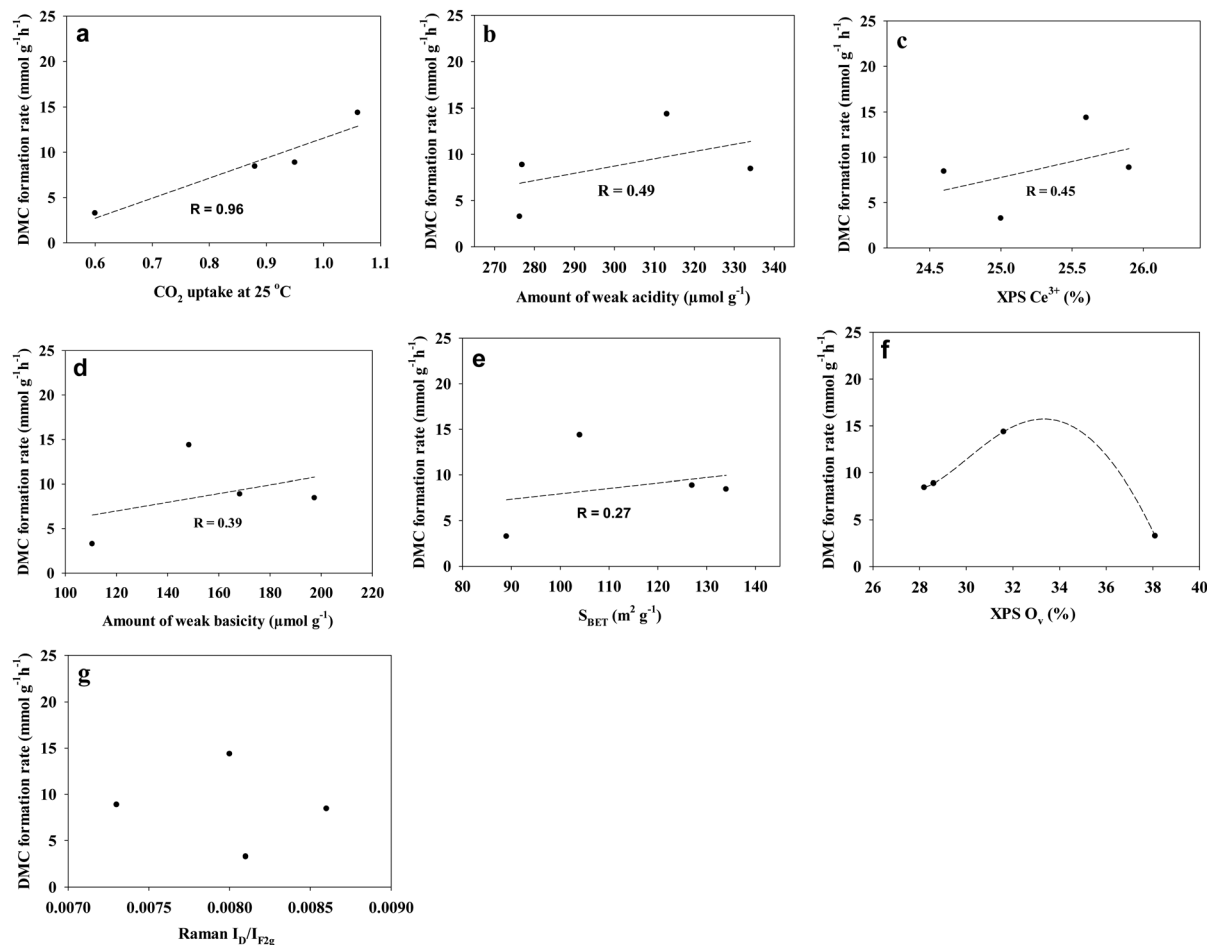 a
DMC formation rate (mmol g⁻¹h⁻¹)
25
20
15
10
5
0
R = 0.96
0.6 0.7 0.8 0.9 1.0 1.1
CO₂ uptake at 25 °C
b
DMC formation rate (mmol g⁻¹h⁻¹)
25
20
15
10
5
0
R = 0.49
270 280 290 300 310 320 330 340
Amount of weak acidity (µmol g⁻¹)
c
DMC formation rate (mmol g⁻¹ h⁻¹)
25
20
15
10
5
0
R = 0.45
24.5 25.0 25.5 26.0
XPS Ce³⁺ (%)
d
DMC formation rate (mmol g⁻¹h⁻¹)
25
20
15
10
5
0
R = 0.39
100 120 140 160 180 200 220
Amount of weak basicity (µmol g⁻¹)
e
DMC formation rate (mmol g⁻¹h⁻¹)
25
20
15
10
5
0
R = 0.27
80 90 100 110 120 130 140
S_BET (m² g⁻¹)
f
DMC formation rate (mmol g⁻¹h⁻¹)
25
20
15
10
5
0
26 28 30 32 34 36 38 40
XPS Oᵥ (%)
g
DMC formation rate (mmol g⁻¹h⁻¹)
25
20
15
10
5
0
0.0070 0.0075 0.0080 0.0085 0.0090
Raman I_D/I_F2g